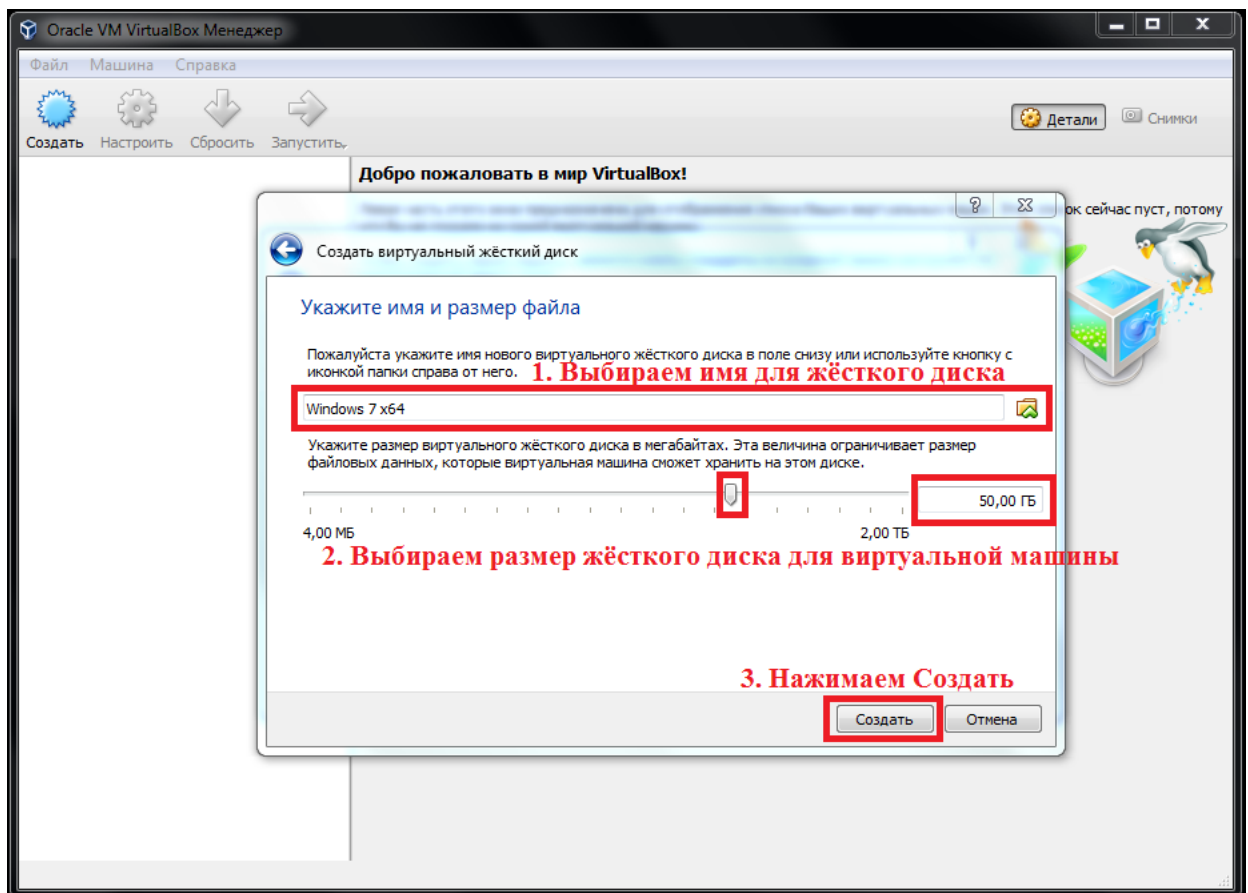 Oracle VM VirtualBox Менеджер
Файл Машина Справка
Создать Настроить Сбросить Запустить
Детали Снимки
Добро пожаловать в мир VirtualBox!
ок сейчас пуст, потому
Создать виртуальный жёсткий диск
Укажите имя и размер файла
Пожалуйста укажите имя нового виртуального жёсткого диска в поле снизу или используйте кнопку с
иконкой папки справа от него.
1. Выбираем имя для жёсткого диска
Windows 7 x64
Укажите размер виртуального жёсткого диска в мегабайтах. Эта величина ограничивает размер
файловых данных, которые виртуальная машина сможет хранить на этом диске.
50,00 ГБ
4,00 МБ 2,00 ТБ
2. Выбираем размер жёсткого диска для виртуальной машины
3. Нажимаем Создать
Создать Отмена